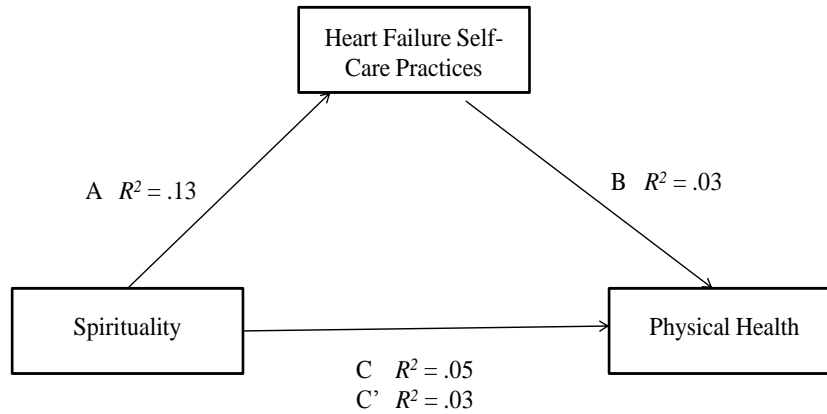 Heart Failure Self-
Care Practices
A R² = .13
B R² = .03
Spirituality
Physical Health
C R² = .05
C’ R² = .03